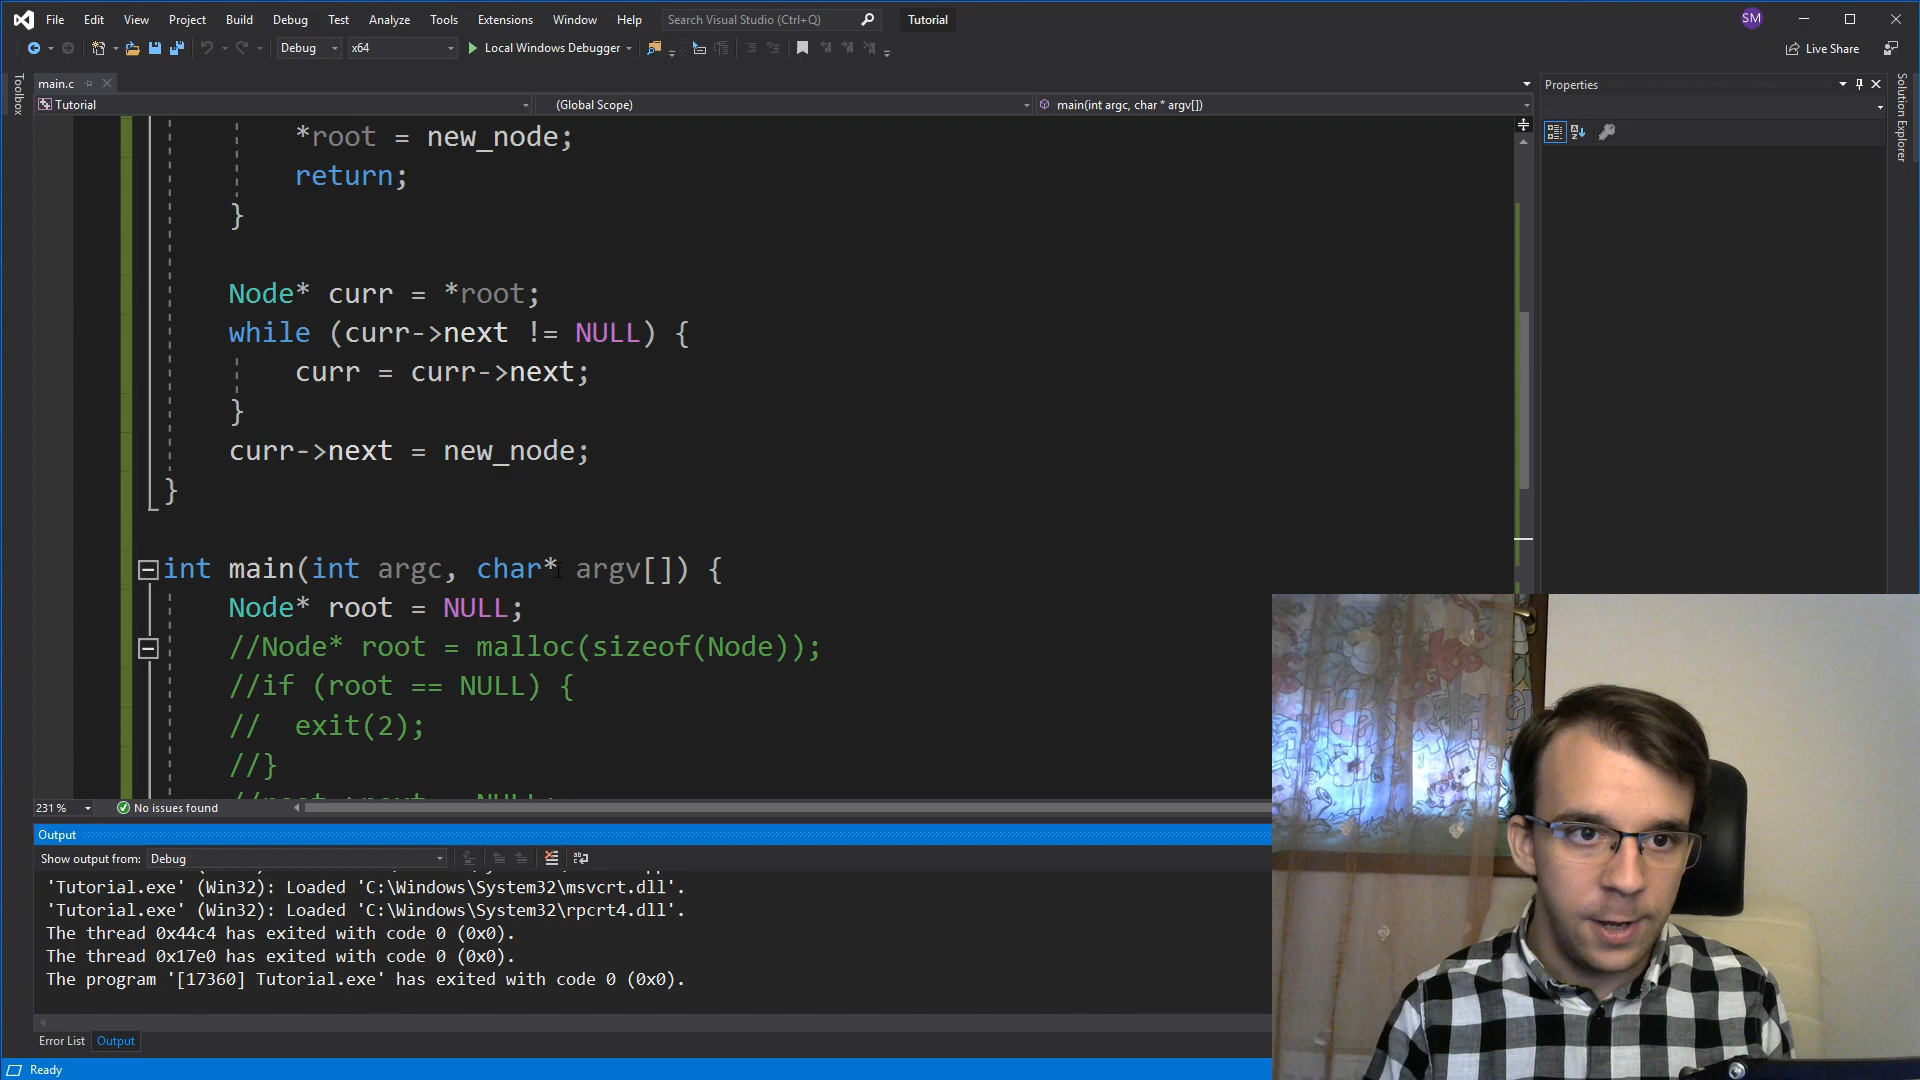 File Edit View Project Build Debug Test Analyze Tools Extensions Window Help Search Visual Studio (Ctrl+Q) Tutorial SM
Debug x64 Local Windows Debugger Live Share
main.c
Properties
Toolbox
Solution Explorer
Tutorial (Global Scope) main(int argc, char * argv[])
*root = new_node;
return;
}
Node* curr = *root;
while (curr->next != NULL) {
curr = curr->next;
}
curr->next = new_node;
}
int main(int argc, char* argv[]) {
Node* root = NULL;
//Node* root = malloc(sizeof(Node));
//if (root == NULL) {
//  exit(2);
//}
231 % No issues found
Output
Show output from: Debug
'Tutorial.exe' (Win32): Loaded 'C:\Windows\System32\msvcrt.dll'.
'Tutorial.exe' (Win32): Loaded 'C:\Windows\System32\rpcrt4.dll'.
The thread 0x44c4 has exited with code 0 (0x0).
The thread 0x17e0 has exited with code 0 (0x0).
The program '[17360] Tutorial.exe' has exited with code 0 (0x0).
Error List Output
Ready